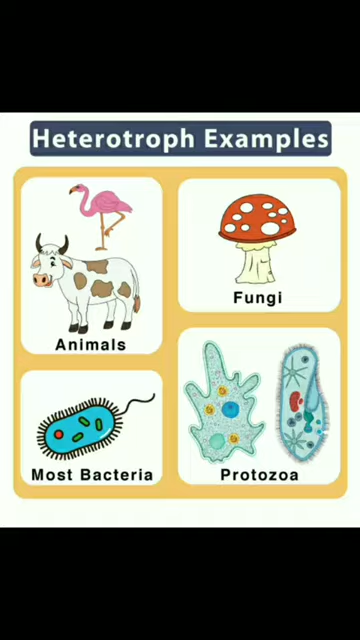 Heterotroph Examples
Animals
Fungi
Most Bacteria
Protozoa